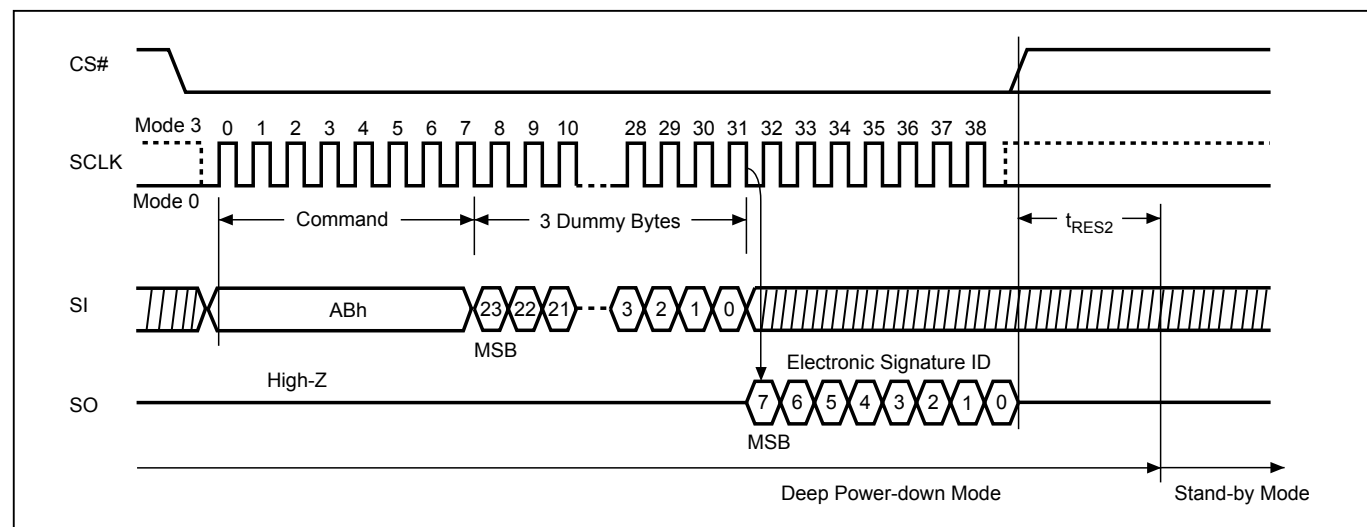 CS#
Mode 3 0 1 2 3 4 5 6 7 8 9 10 28 29 30 31 32 33 34 35 36 37 38
SCLK
Mode 0
Command 3 Dummy Bytes tRES2
SI ABh 23 22 21 3 2 1 0
MSB
Electronic Signature ID
High-Z
SO 7 6 5 4 3 2 1 0
MSB
Deep Power-down Mode Stand-by Mode